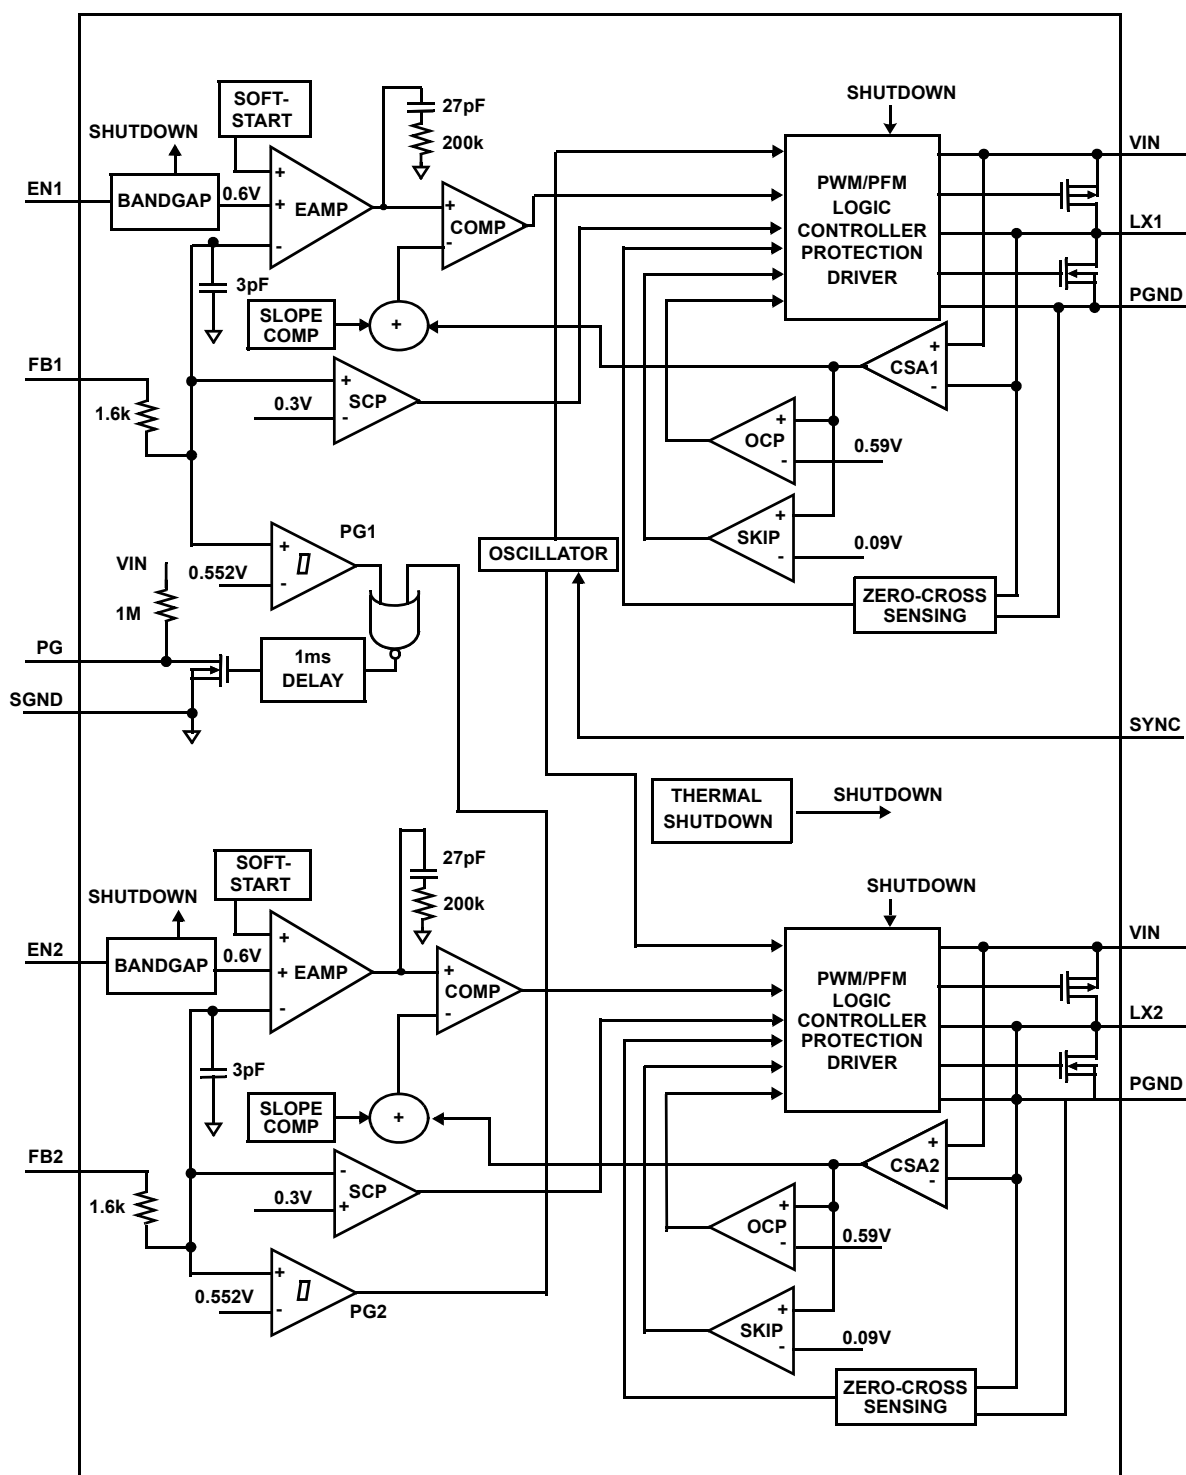 SHUTDOWN
SOFT-
START
27pF
200k
SHUTDOWN
VIN
EN1
BANDGAP
0.6V
+
+
-
EAMP
+
-
COMP
PWM/PFM
LOGIC
CONTROLLER
PROTECTION
DRIVER
LX1
3pF
PGND
SLOPE
COMP
+
+
-
CSA1
FB1
1.6k
0.3V
+
-
SCP
+
-
OCP
0.59V
+
-
SKIP
0.09V
PG1
VIN
0.552V
+
-
OSCILLATOR
ZERO-CROSS
SENSING
1M
PG
1ms
DELAY
SGND
SYNC
THERMAL
SHUTDOWN
SHUTDOWN
SOFT-
START
27pF
200k
SHUTDOWN
SHUTDOWN
VIN
EN2
BANDGAP
0.6V
+
+
-
EAMP
+
-
COMP
PWM/PFM
LOGIC
CONTROLLER
PROTECTION
DRIVER
LX2
3pF
PGND
SLOPE
COMP
+
+
-
CSA2
FB2
1.6k
0.3V
-
+
SCP
+
-
OCP
0.59V
0.552V
+
-
PG2
+
-
SKIP
0.09V
ZERO-CROSS
SENSING